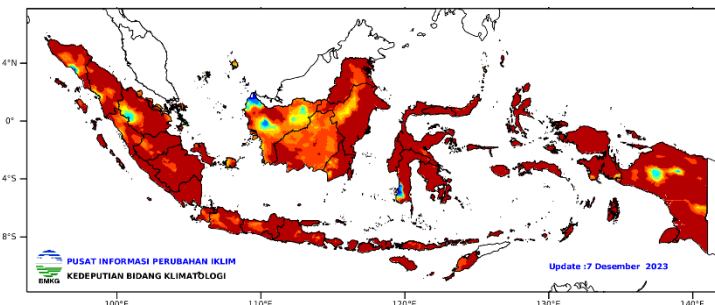 4°N
0°
4°S
8°S
PUSAT INFORMASI PERUBAHAN IKLIM
KEDEPUTIAN BIDANG KLIMATOLOGI
BMKG
Update :7 Desember 2023
100°E 110°E 120°E 130°E 140°E